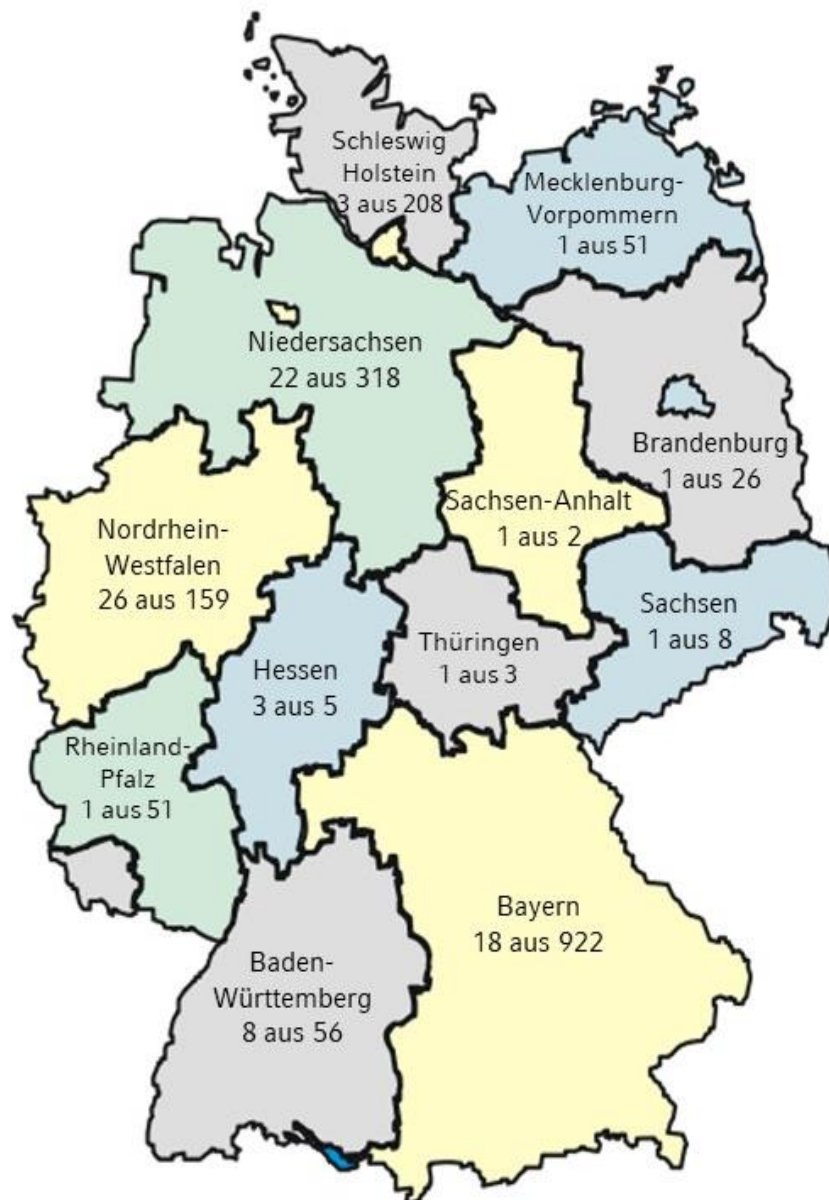 Schleswig
Holstein
3 aus 208
Mecklenburg-
Vorpommern
1 aus 51
Niedersachsen
22 aus 318
Brandenburg
1 aus 26
Sachsen-Anhalt
1 aus 2
Nordrhein-
Westfalen
26 aus 159
Sachsen
1 aus 8
Thüringen
1 aus 3
Hessen
3 aus 5
Rheinland-
Pfalz
1 aus 51
Bayern
18 aus 922
Baden-
Württemberg
8 aus 56